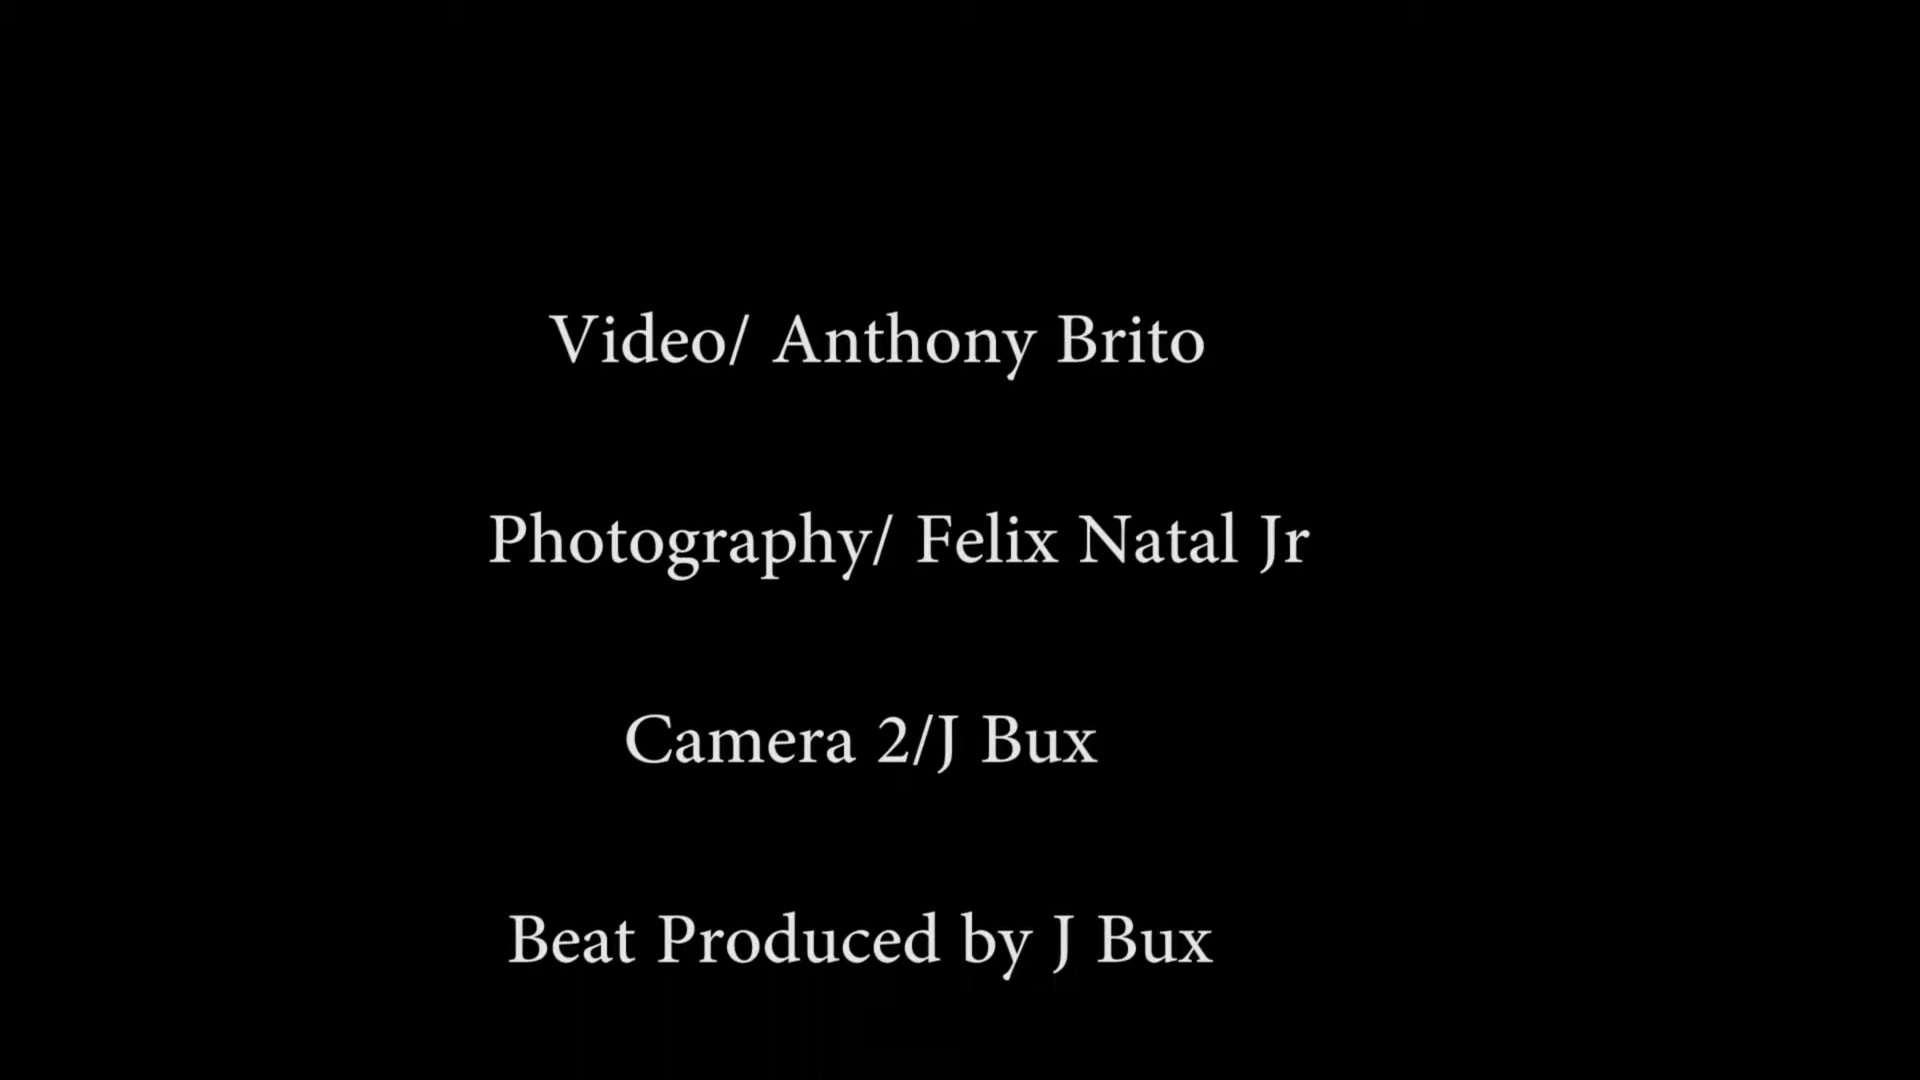 Video/ Anthony Brito
Photography/ Felix Natal Jr
Camera 2/J Bux
Beat Produced by J Bux